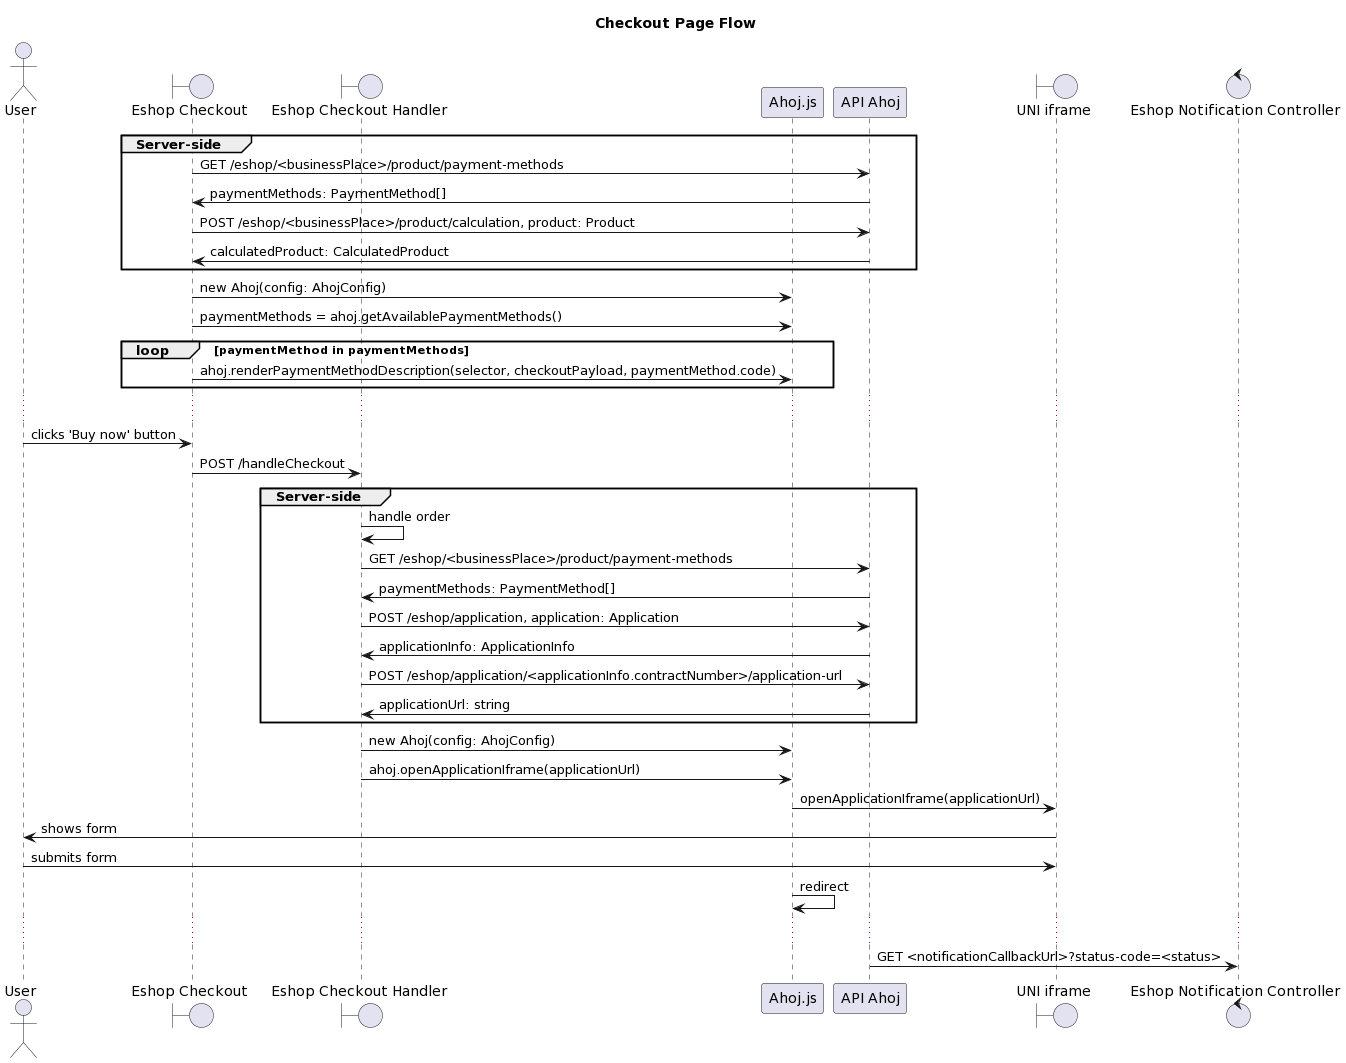 Checkout Page Flow
User
Eshop Checkout
Eshop Checkout Handler
Ahoj.js
API Ahoj
UNI iframe
Eshop Notification Controller
Server-side
GET /eshop/<businessPlace>/product/payment-methods
paymentMethods: PaymentMethod[]
POST /eshop/<businessPlace>/product/calculation, product: Product
calculatedProduct: CalculatedProduct
new Ahoj(config: AhojConfig)
paymentMethods = ahoj.getAvailablePaymentMethods()
loop [paymentMethod in paymentMethods]
ahoj.renderPaymentMethodDescription(selector, checkoutPayload, paymentMethod.code)
clicks 'Buy now' button
POST /handleCheckout
Server-side
handle order
GET /eshop/<businessPlace>/product/payment-methods
paymentMethods: PaymentMethod[]
POST /eshop/application, application: Application
applicationInfo: ApplicationInfo
POST /eshop/application/<applicationInfo.contractNumber>/application-url
applicationUrl: string
new Ahoj(config: AhojConfig)
ahoj.openApplicationIframe(applicationUrl)
openApplicationIframe(applicationUrl)
shows form
submits form
redirect
GET <notificationCallbackUrl>?status-code=<status>
User
Eshop Checkout
Eshop Checkout Handler
Ahoj.js
API Ahoj
UNI iframe
Eshop Notification Controller